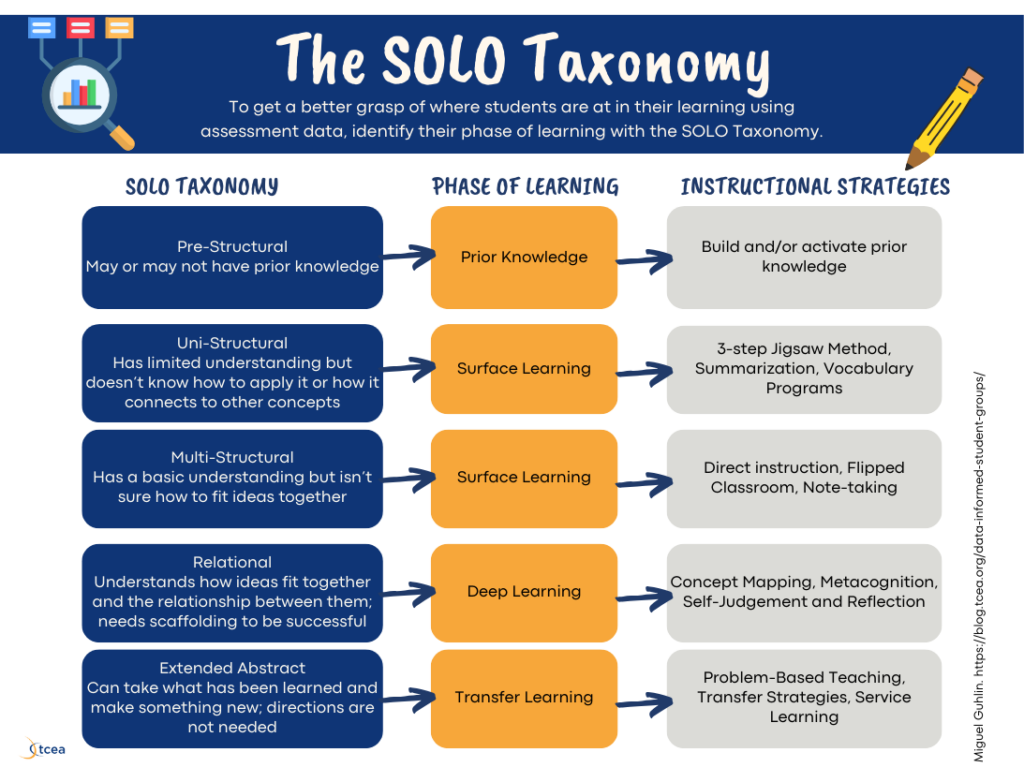 The SOLO Taxonomy
To get a better grasp of where students are at in their learning using
assessment data, identify their phase of learning with the SOLO Taxonomy.
SOLO TAXONOMY
PHASE OF LEARNING
INSTRUCTIONAL STRATEGIES
Pre-Structural
May or may not have prior knowledge
Prior Knowledge
Build and/or activate prior
knowledge
Uni-Structural
Has limited understanding but
doesn't know how to apply it or how it
connects to other concepts
Surface Learning
3-step Jigsaw Method,
Summarization, Vocabulary
Programs
Multi-Structural
Has a basic understanding but isn't
sure how to fit ideas together
Surface Learning
Direct instruction, Flipped
Classroom, Note-taking
Relational
Understands how ideas fit together
and the relationship between them;
needs scaffolding to be successful
Deep Learning
Concept Mapping, Metacognition,
Self-Judgement and Reflection
Extended Abstract
Can take what has been learned and
make something new; directions are
not needed
Transfer Learning
Problem-Based Teaching,
Transfer Strategies, Service
Learning
Miguel Guhlin. https://blog.tcea.org/data-informed-student-groups/
tcea